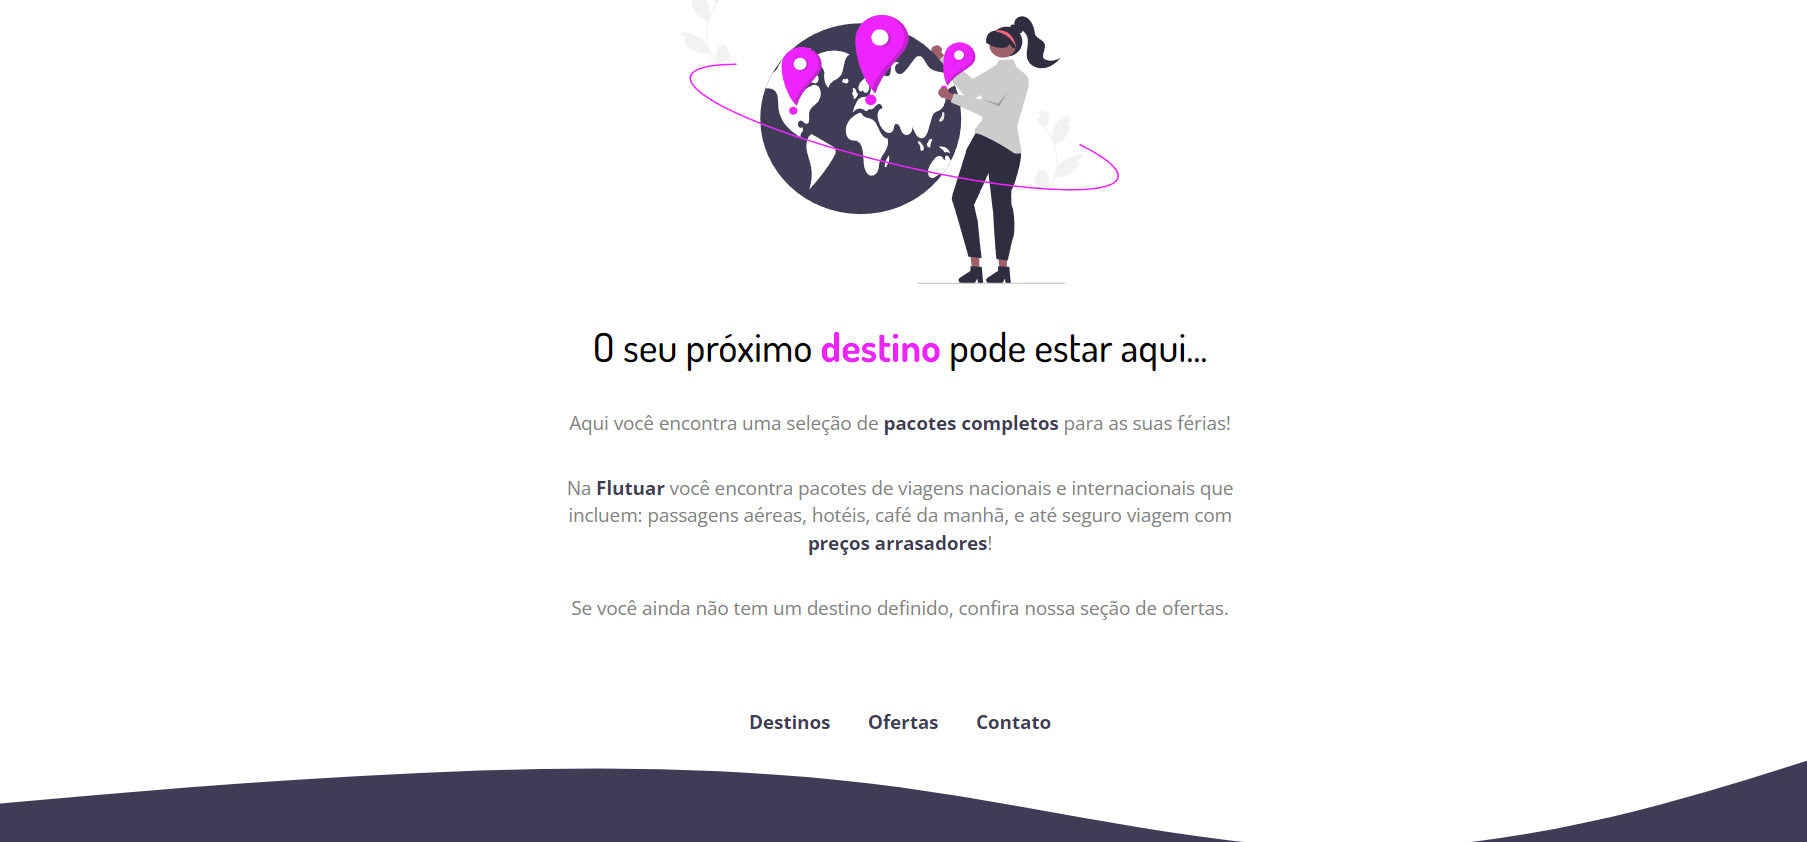 O seu próximo destino pode estar aqui...
Aqui você encontra uma seleção de pacotes completos para as suas férias!
Na Flutuar você encontra pacotes de viagens nacionais e internacionais que
incluem: passagens aéreas, hotéis, café da manhã, e até seguro viagem com
preços arrasadores!
Se você ainda não tem um destino definido, confira nossa seção de ofertas.
Destinos Ofertas Contato